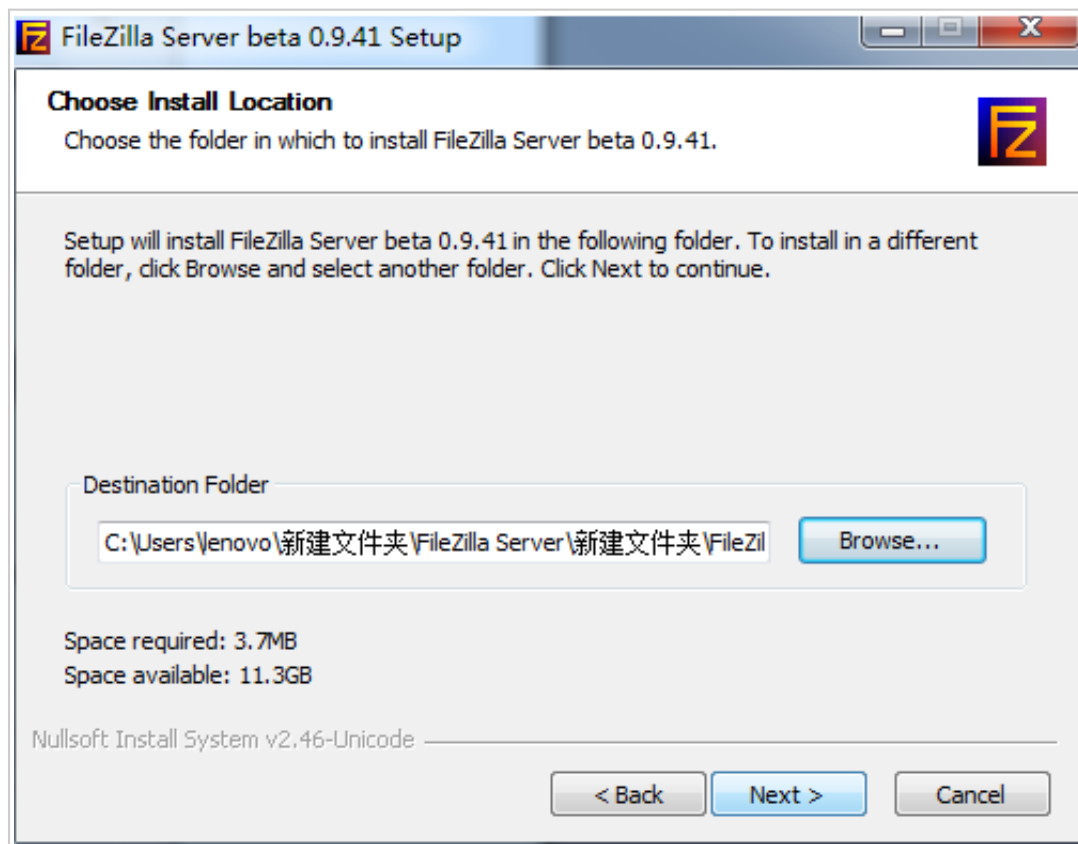 FileZilla Server beta 0.9.41 Setup
Choose Install Location
Choose the folder in which to install FileZilla Server beta 0.9.41.
Setup will install FileZilla Server beta 0.9.41 in the following folder. To install in a different
folder, click Browse and select another folder. Click Next to continue.
Destination Folder
C:\Users\lenovo\新建文件夹\FileZilla Server\新建文件夹\FileZil
Browse...
Space required: 3.7MB
Space available: 11.3GB
Nullsoft Install System v2.46-Unicode
< Back
Next >
Cancel